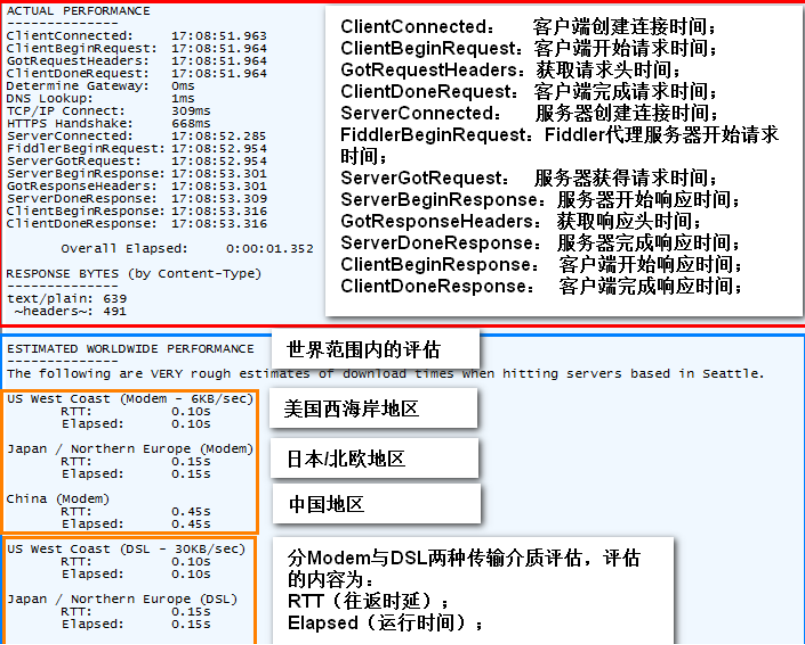 ACTUAL PERFORMANCE
--------------
ClientConnected: 17:08:51.963
ClientBeginRequest: 17:08:51.964
GotRequestHeaders: 17:08:51.964
ClientDoneRequest: 17:08:51.964
Determine Gateway: 0ms
DNS Lookup: 1ms
TCP/IP Connect: 309ms
HTTPS Handshake: 668ms
ServerConnected: 17:08:52.285
FiddlerBeginRequest: 17:08:52.954
ServerGotRequest: 17:08:52.954
ServerBeginResponse: 17:08:53.301
GotResponseHeaders: 17:08:53.301
ServerDoneResponse: 17:08:53.309
ClientBeginResponse: 17:08:53.316
ClientDoneResponse: 17:08:53.316
Overall Elapsed: 0:00:01.352
RESPONSE BYTES (by Content-Type)
--------------
text/plain: 639
~headers~: 491
ClientConnected： 客户端创建连接时间；
ClientBeginRequest：客户端开始请求时间；
GotRequestHeaders：获取请求头时间；
ClientDoneRequest： 客户端完成请求时间；
ServerConnected： 服务器创建连接时间；
FiddlerBeginRequest：Fiddler代理服务器开始请求
时间；
ServerGotRequest： 服务器获得请求时间；
ServerBeginResponse：服务器开始响应时间；
GotResponseHeaders：获取响应头时间；
ServerDoneResponse：服务器完成响应时间；
ClientBeginResponse： 客户端开始响应时间；
ClientDoneResponse： 客户端完成响应时间；
ESTIMATED WORLDWIDE PERFORMANCE
世界范围内的评估
--------------
The following are VERY rough estimates of download times when hitting servers based in Seattle.
US West Coast (Modem - 6KB/sec)
RTT: 0.10s
Elapsed: 0.10s
美国西海岸地区
Japan / Northern Europe (Modem)
RTT: 0.15s
Elapsed: 0.15s
日本/北欧地区
China (Modem)
RTT: 0.45s
Elapsed: 0.45s
中国地区
US West Coast (DSL - 30KB/sec)
RTT: 0.10s
Elapsed: 0.10s
Japan / Northern Europe (DSL)
RTT: 0.15s
Elapsed: 0.15s
分Modem与DSL两种传输介质评估，评估
的内容为：
RTT（往返时延）；
Elapsed（运行时间）；